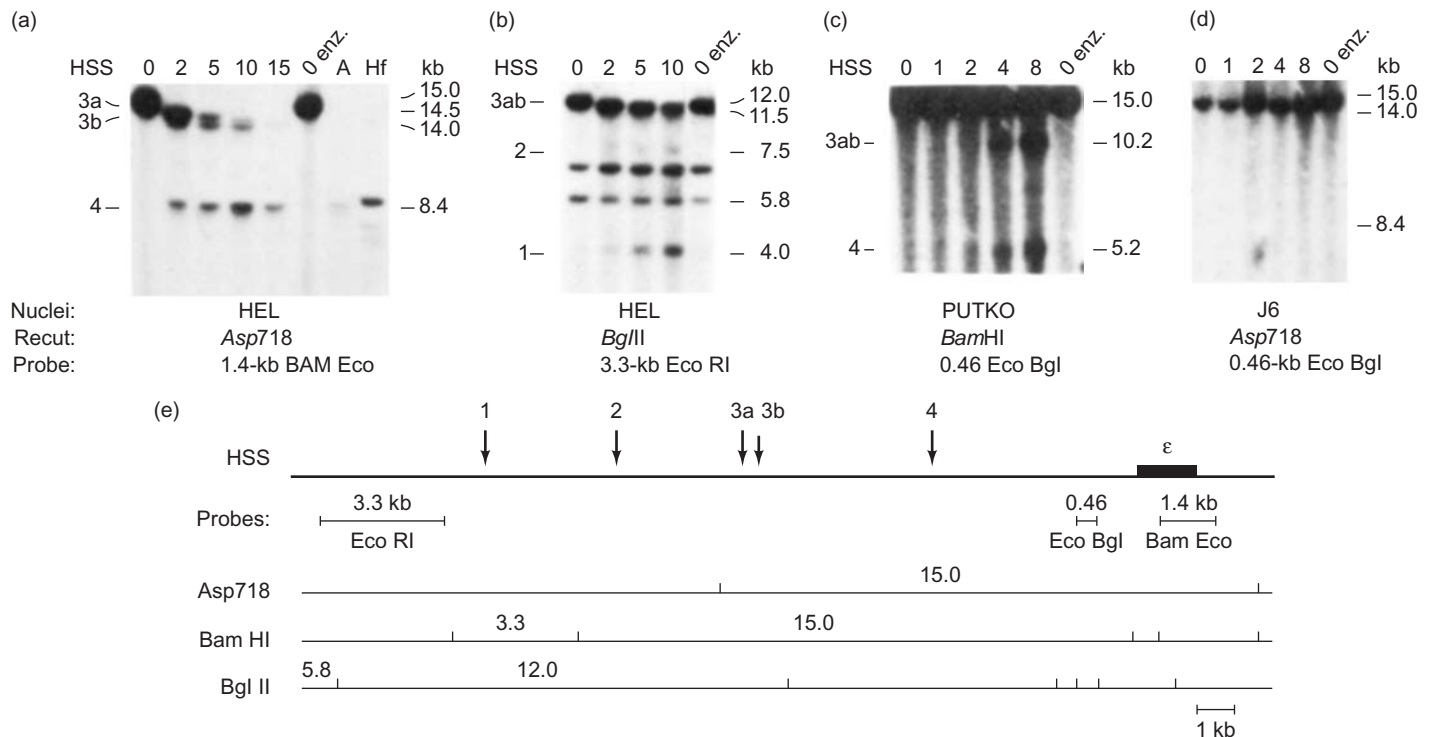 (a)
HSS 0 2 5 10 15 0 enz. A Hf kb
3a
3b
4
15.0
14.5
14.0
8.4
Nuclei: HEL
Recut: Asp718
Probe: 1.4-kb BAM Eco
(b)
HSS 0 2 5 10 0 enz. kb
3ab
2
1
12.0
11.5
7.5
5.8
4.0
HEL
BglII
3.3-kb Eco RI
(c)
HSS 0 1 2 4 8 0 enz. kb
3ab
4
15.0
10.2
5.2
PUTKO
BamHI
0.46 Eco BgI
(d)
0 1 2 4 8 0 enz. kb
15.0
14.0
8.4
J6
Asp718
0.46-kb Eco BgI
(e)
1 2 3a 3b 4
HSS ε
Probes: 3.3 kb 0.46 1.4 kb
Eco RI Eco BgI Bam Eco
Asp718 15.0
Bam HI 3.3 15.0
Bgl II 5.8 12.0
1 kb